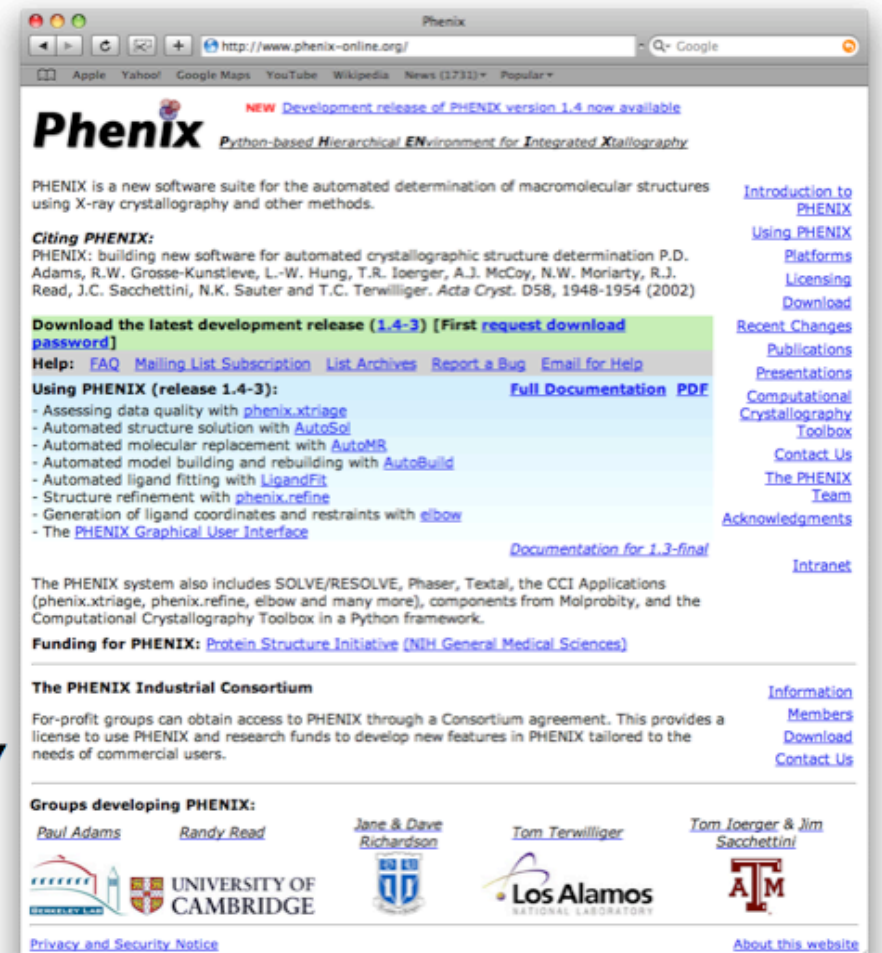 Phenix
http://www.phenix-online.org/
Google
Apple Yahoo! Google Maps YouTube Wikipedia News (1731) Popular
Phenix
NEW Development release of PHENIX version 1.4 now available
Python-based Hierarchical ENvironment for Integrated Xtallography
PHENIX is a new software suite for the automated determination of macromolecular structures
using X-ray crystallography and other methods.
Citing PHENIX:
PHENIX: building new software for automated crystallographic structure determination P.D.
Adams, R.W. Grosse-Kunstleve, L.-W. Hung, T.R. Ioerger, A.J. McCoy, N.W. Moriarty, R.J.
Read, J.C. Sacchettini, N.K. Sauter and T.C. Terwilliger. Acta Cryst. D58, 1948-1954 (2002)
Download the latest development release (1.4-3) [First request download
password]
Help: FAQ Mailing List Subscription List Archives Report a Bug Email for Help
Using PHENIX (release 1.4-3): Full Documentation PDF
- Assessing data quality with phenix.xtriage
- Automated structure solution with AutoSol
- Automated molecular replacement with AutoMR
- Automated model building and rebuilding with AutoBuild
- Automated ligand fitting with LigandFit
- Structure refinement with phenix.refine
- Generation of ligand coordinates and restraints with elbow
- The PHENIX Graphical User Interface
Documentation for 1.3-final
The PHENIX system also includes SOLVE/RESOLVE, Phaser, Textal, the CCI Applications
(phenix.xtriage, phenix.refine, elbow and many more), components from Molprobity, and the
Computational Crystallography Toolbox in a Python framework.
Funding for PHENIX: Protein Structure Initiative (NIH General Medical Sciences)
Introduction to
PHENIX
Using PHENIX
Platforms
Licensing
Download
Recent Changes
Publications
Presentations
Computational
Crystallography
Toolbox
Contact Us
The PHENIX
Team
Acknowledgments
Intranet
The PHENIX Industrial Consortium
For-profit groups can obtain access to PHENIX through a Consortium agreement. This provides a
license to use PHENIX and research funds to develop new features in PHENIX tailored to the
needs of commercial users.
Information
Members
Download
Contact Us
Groups developing PHENIX:
Paul Adams
Randy Read
Jane & Dave
Richardson
Tom Terwilliger
Tom Ioerger & Jim
Sacchettini
BERKELEY LAB
UNIVERSITY OF
CAMBRIDGE
Los Alamos
NATIONAL LABORATORY
ATM
Privacy and Security Notice
About this website